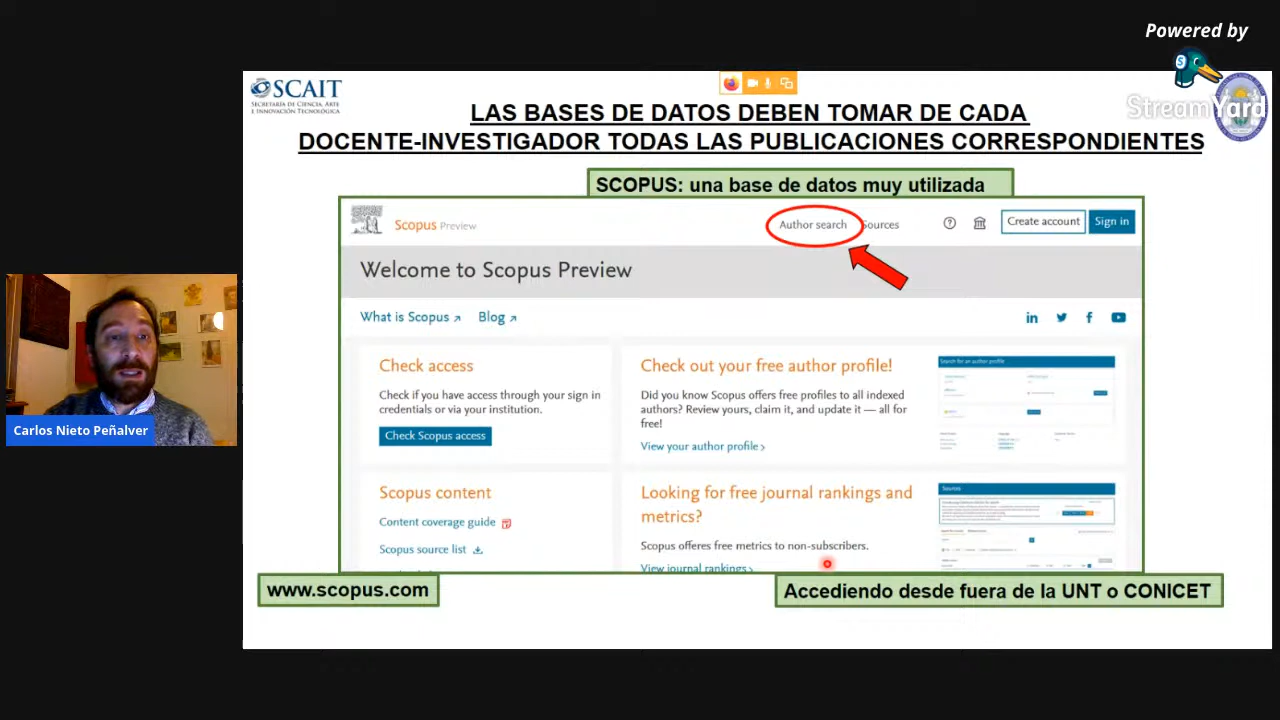 Powered by
StreamYard
SCAIT
SECRETARÍA DE CIENCIA, ARTE
E INNOVACIÓN TECNOLÓGICA
LAS BASES DE DATOS DEBEN TOMAR DE CADA
DOCENTE-INVESTIGADOR TODAS LAS PUBLICACIONES CORRESPONDIENTES
SCOPUS: una base de datos muy utilizada
Scopus Preview
Author search
Sources
Create account
Sign in
Welcome to Scopus Preview
What is Scopus
Blog
Check access
Check if you have access through your sign in
credentials or via your institution.
Check Scopus access
Check out your free author profile!
Did you know Scopus offers free profiles to all indexed
authors? Review yours, claim it, and update it — all for
free!
View your author profile
Search for an author profile
Scopus content
Content coverage guide
Scopus source list
Looking for free journal rankings and
metrics?
Scopus offeres free metrics to non-subscribers.
View journal rankings
Sources
Carlos Nieto Peñalver
www.scopus.com
Accediendo desde fuera de la UNT o CONICET